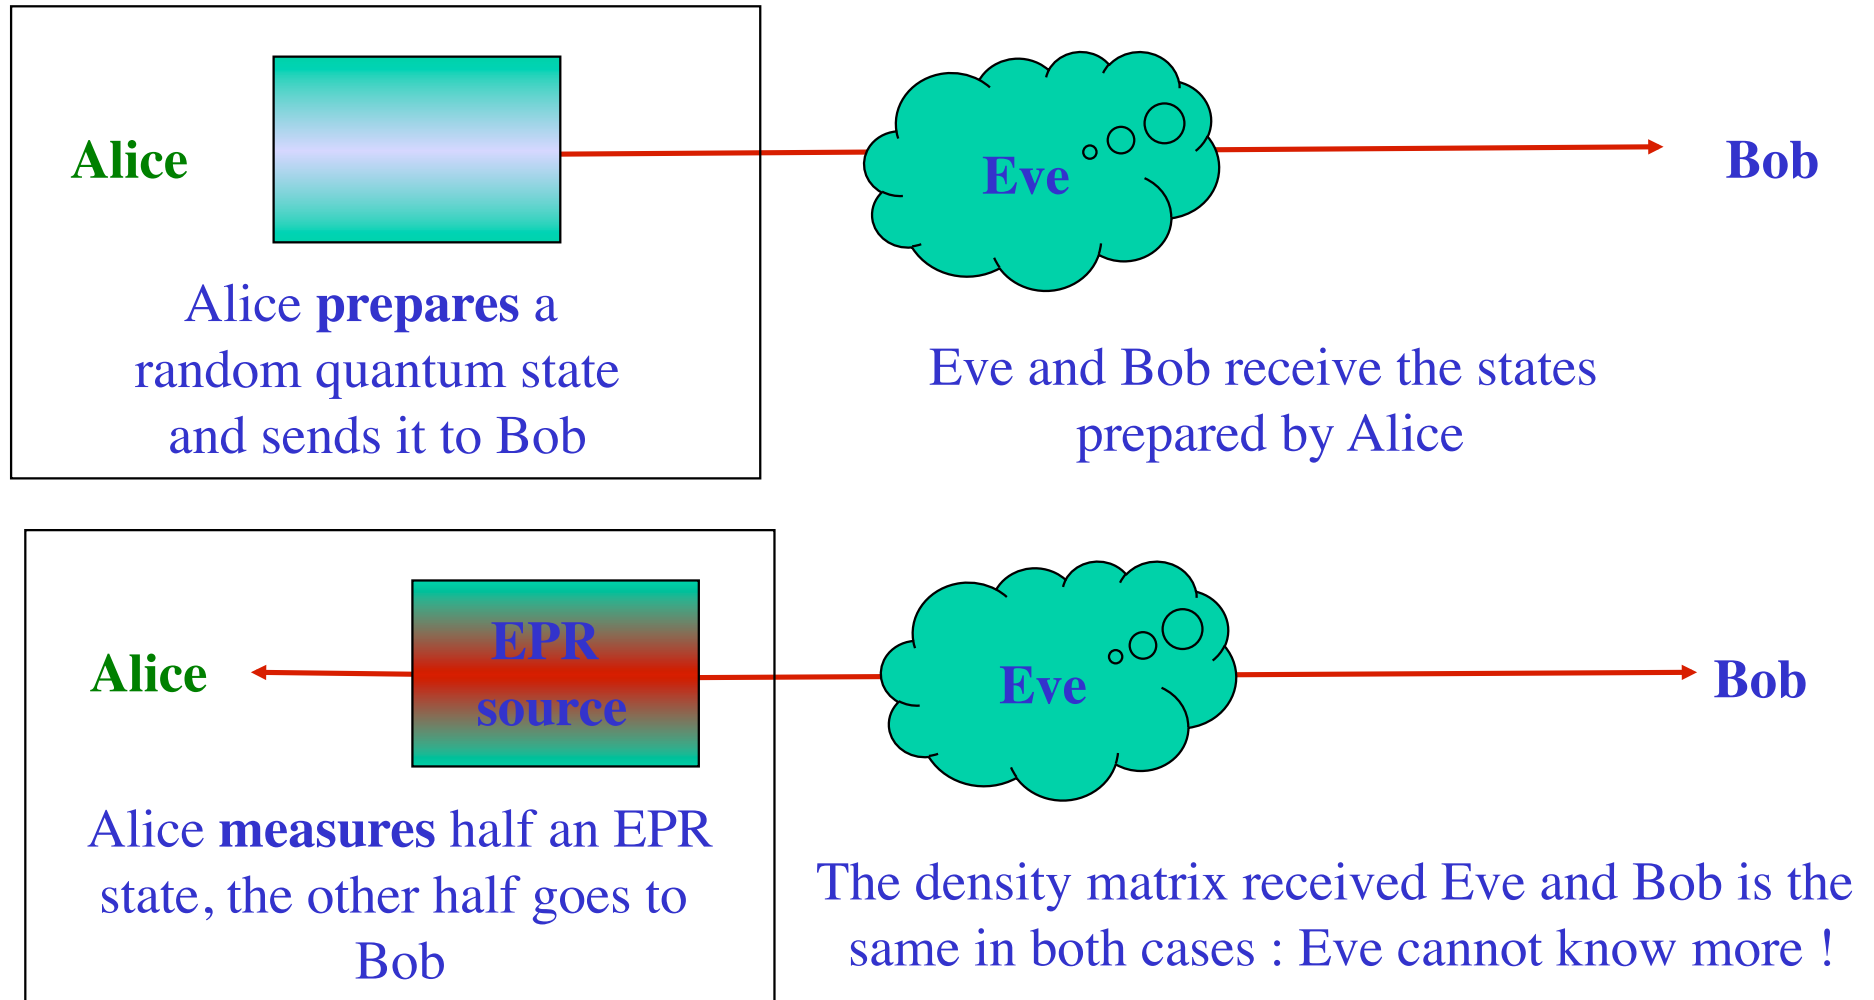 Alice
Eve
Bob
Alice prepares a
random quantum state
and sends it to Bob
Eve and Bob receive the states
prepared by Alice
Alice
EPR
source
Eve
Bob
Alice measures half an EPR
state, the other half goes to
Bob
The density matrix received Eve and Bob is the
same in both cases : Eve cannot know more !